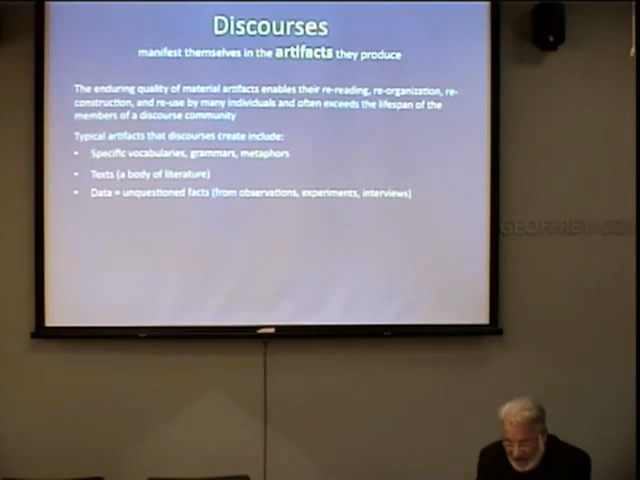 Discourses
manifest themselves in the artifacts they produce
The enduring quality of material artifacts enables their re-reading, re-organization, re-
construction, and re-use by many individuals and often exceeds the lifespan of the
members of a discourse community
Typical artifacts that discourses create include:
• Specific vocabularies, grammars, metaphors
• Texts (a body of literature)
• Data = unquestioned facts (from observations, experiments, interviews)
GEOFFREY